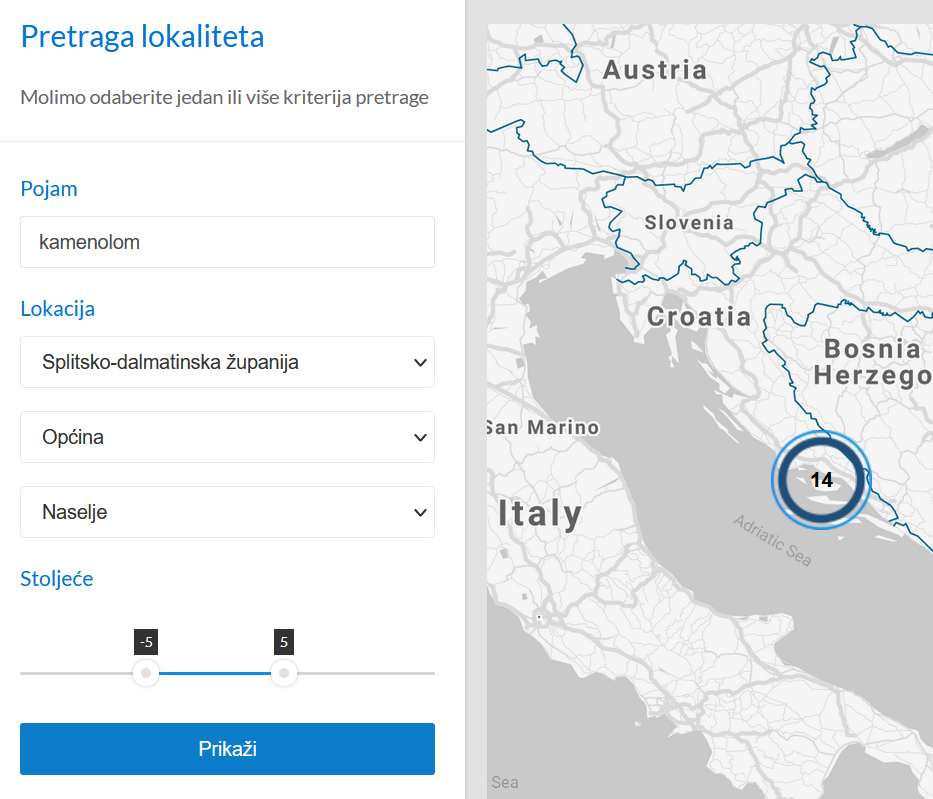 Pretraga lokaliteta
Molimo odaberite jedan ili više kriterija pretrage
Pojam
kamenolom
Lokacija
Splitsko-dalmatinska županija
Općina
Naselje
Stoljeće
-5
5
Prikaži
Austria
Slovenia
Croatia
Bosnia
Herzego
San Marino
14
Italy
Adriatic Sea
Sea